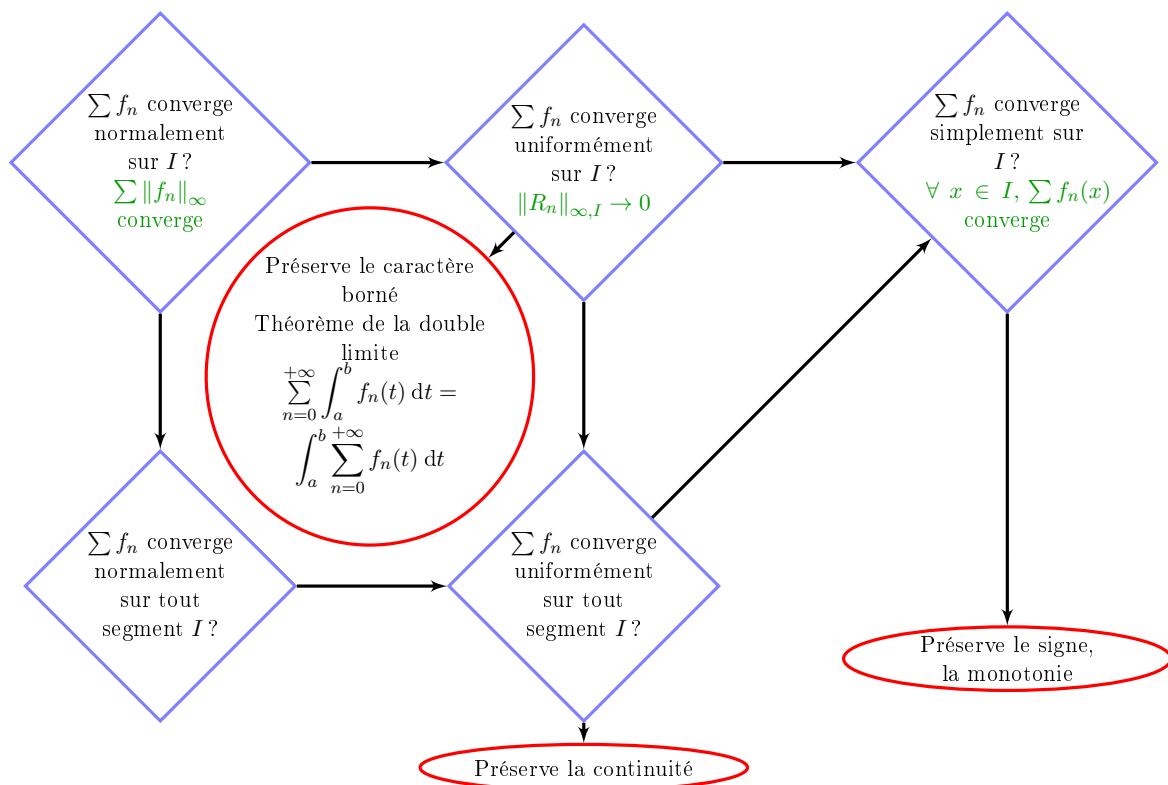 ∑ f_n converge
normalement
sur I ?
∑ ‖f_n‖_∞
converge
∑ f_n converge
uniformément
sur I ?
‖R_n‖_{∞,I} → 0
∑ f_n converge
simplement sur
I ?
∀ x ∈ I, ∑ f_n(x)
converge
Préserve le caractère
borné
Théorème de la double
limite
∑_{n=0}^{+∞} ∫_a^b f_n(t) dt =
∫_a^b ∑_{n=0}^{+∞} f_n(t) dt
∑ f_n converge
normalement
sur tout
segment I ?
∑ f_n converge
uniformément
sur tout
segment I ?
Préserve le signe,
la monotonie
Préserve la continuité